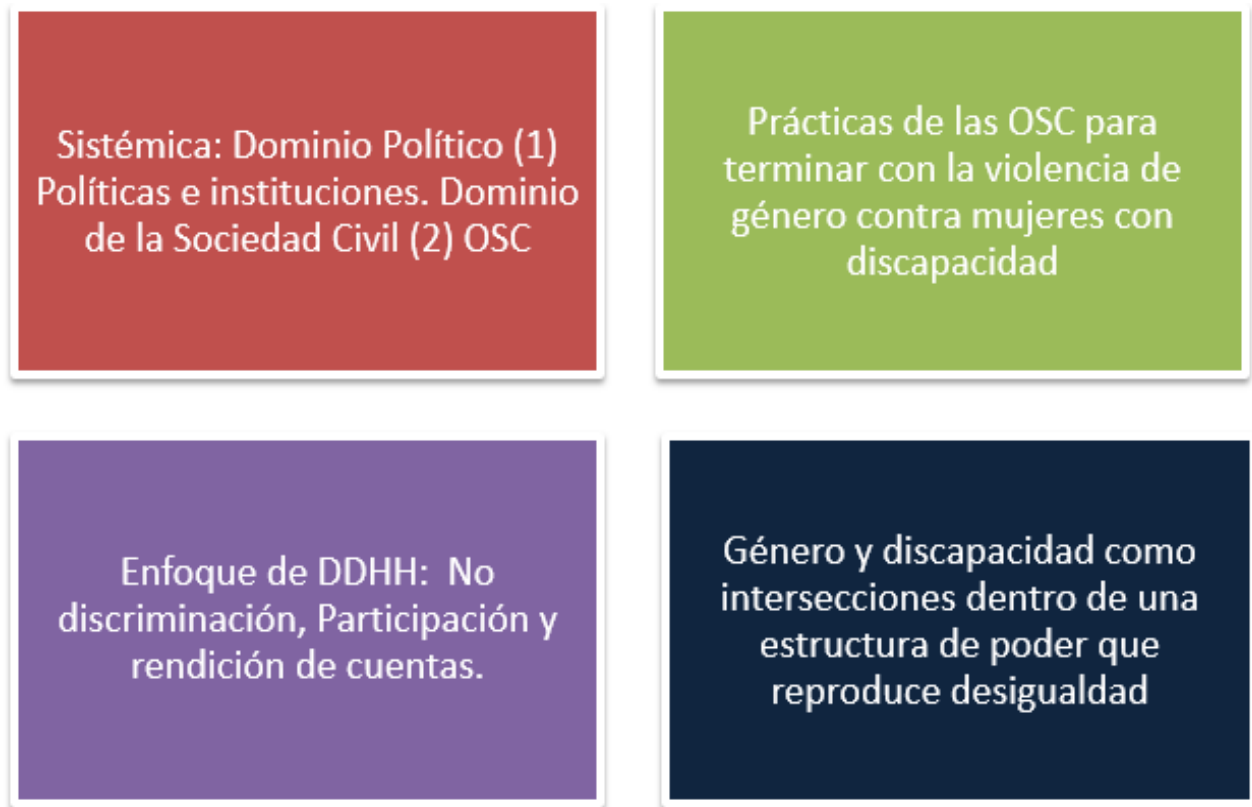 Sistémica: Dominio Político (1)
Políticas e instituciones. Dominio
de la Sociedad Civil (2) OSC
Prácticas de las OSC para
terminar con la violencia de
género contra mujeres con
discapacidad
Enfoque de DDHH:  No
discriminación, Participación y
rendición de cuentas.
Género y discapacidad como
intersecciones dentro de una
estructura de poder que
reproduce desigualdad